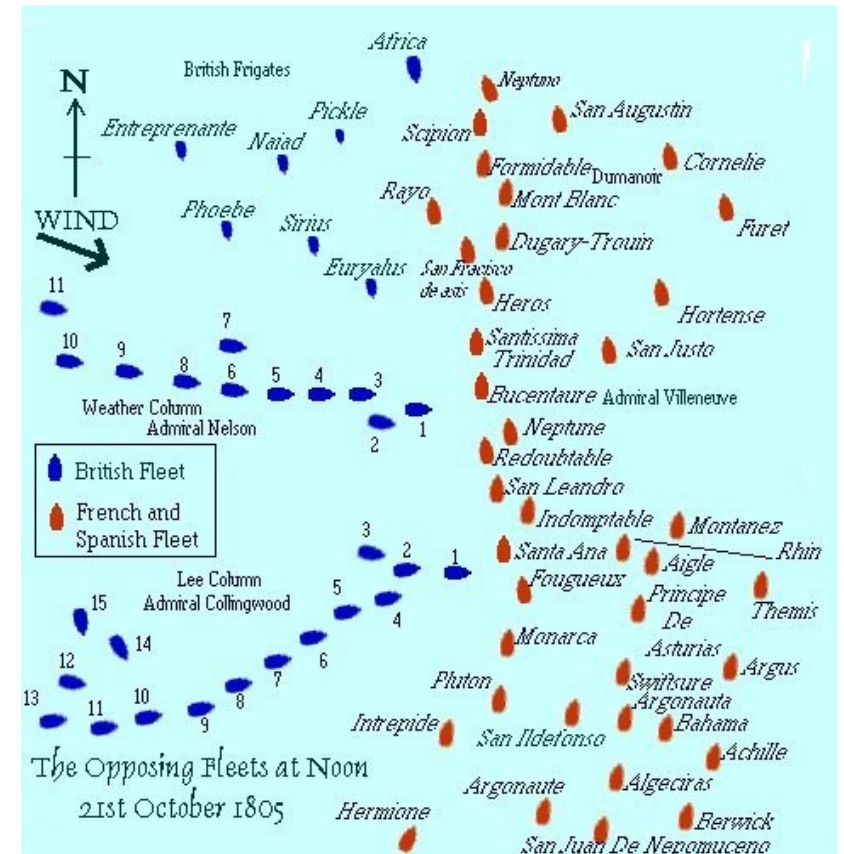 Africa
British Frigates
N
Neptuno
Pickle
San Augustin
Entreprenante
Naiad
Scipion
Formidable
Dumanoir
Cornelie
Rayo
Mont Blanc
WIND
Phoebe
Sirius
Furet
Dugary-Trouin
Euryalus
San Fracisco
de asis
11
Heros
Hortense
7
10
9
8
6
5
4
3
Santissima
Trinidad
San Justo
Bucentaure
Admiral Villeneuve
Weather Column
Admiral Nelson
2
1
Neptune
Redoubtable
British Fleet
San Leandro
French and
Spanish Fleet
Indomptable
Montanez
3
2
1
Santa Ana
Rhin
Lee Column
Admiral Collingwood
5
4
Aigle
Fougueux
Principe
De
Asturias
Themis
15
14
6
Monarca
12
7
8
Pluton
Swiftsure
Argus
13
11
10
9
Intrepide
San Ildefonso
Argonauta
Bahama
The Opposing Fleets at Noon
21st October 1805
Achille
Argonaute
Algeciras
Hermione
Berwick
San Juan De Nepomuceno